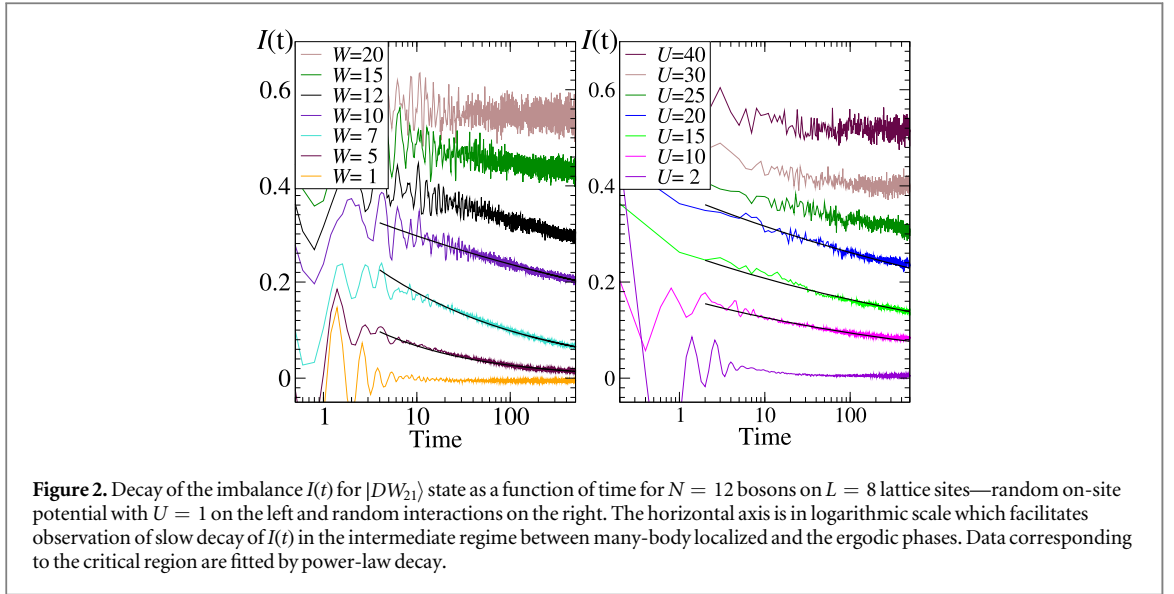 I(t)
W=20
W=15
W=12
W=10
W= 7
W= 5
W= 1
0.6
0.4
0.2
0
1
10
100
Time
I(t)
U=40
U=30
U=25
U=20
U=15
U=10
U= 2
0.6
0.4
0.2
0
1
10
100
Time
Figure 2. Decay of the imbalance I(t) for |DW₂₁⟩ state as a function of time for N = 12 bosons on L = 8 lattice sites—random on-site
potential with U = 1 on the left and random interactions on the right. The horizontal axis is in logarithmic scale which facilitates
observation of slow decay of I(t) in the intermediate regime between many-body localized and the ergodic phases. Data corresponding
to the critical region are fitted by power-law decay.